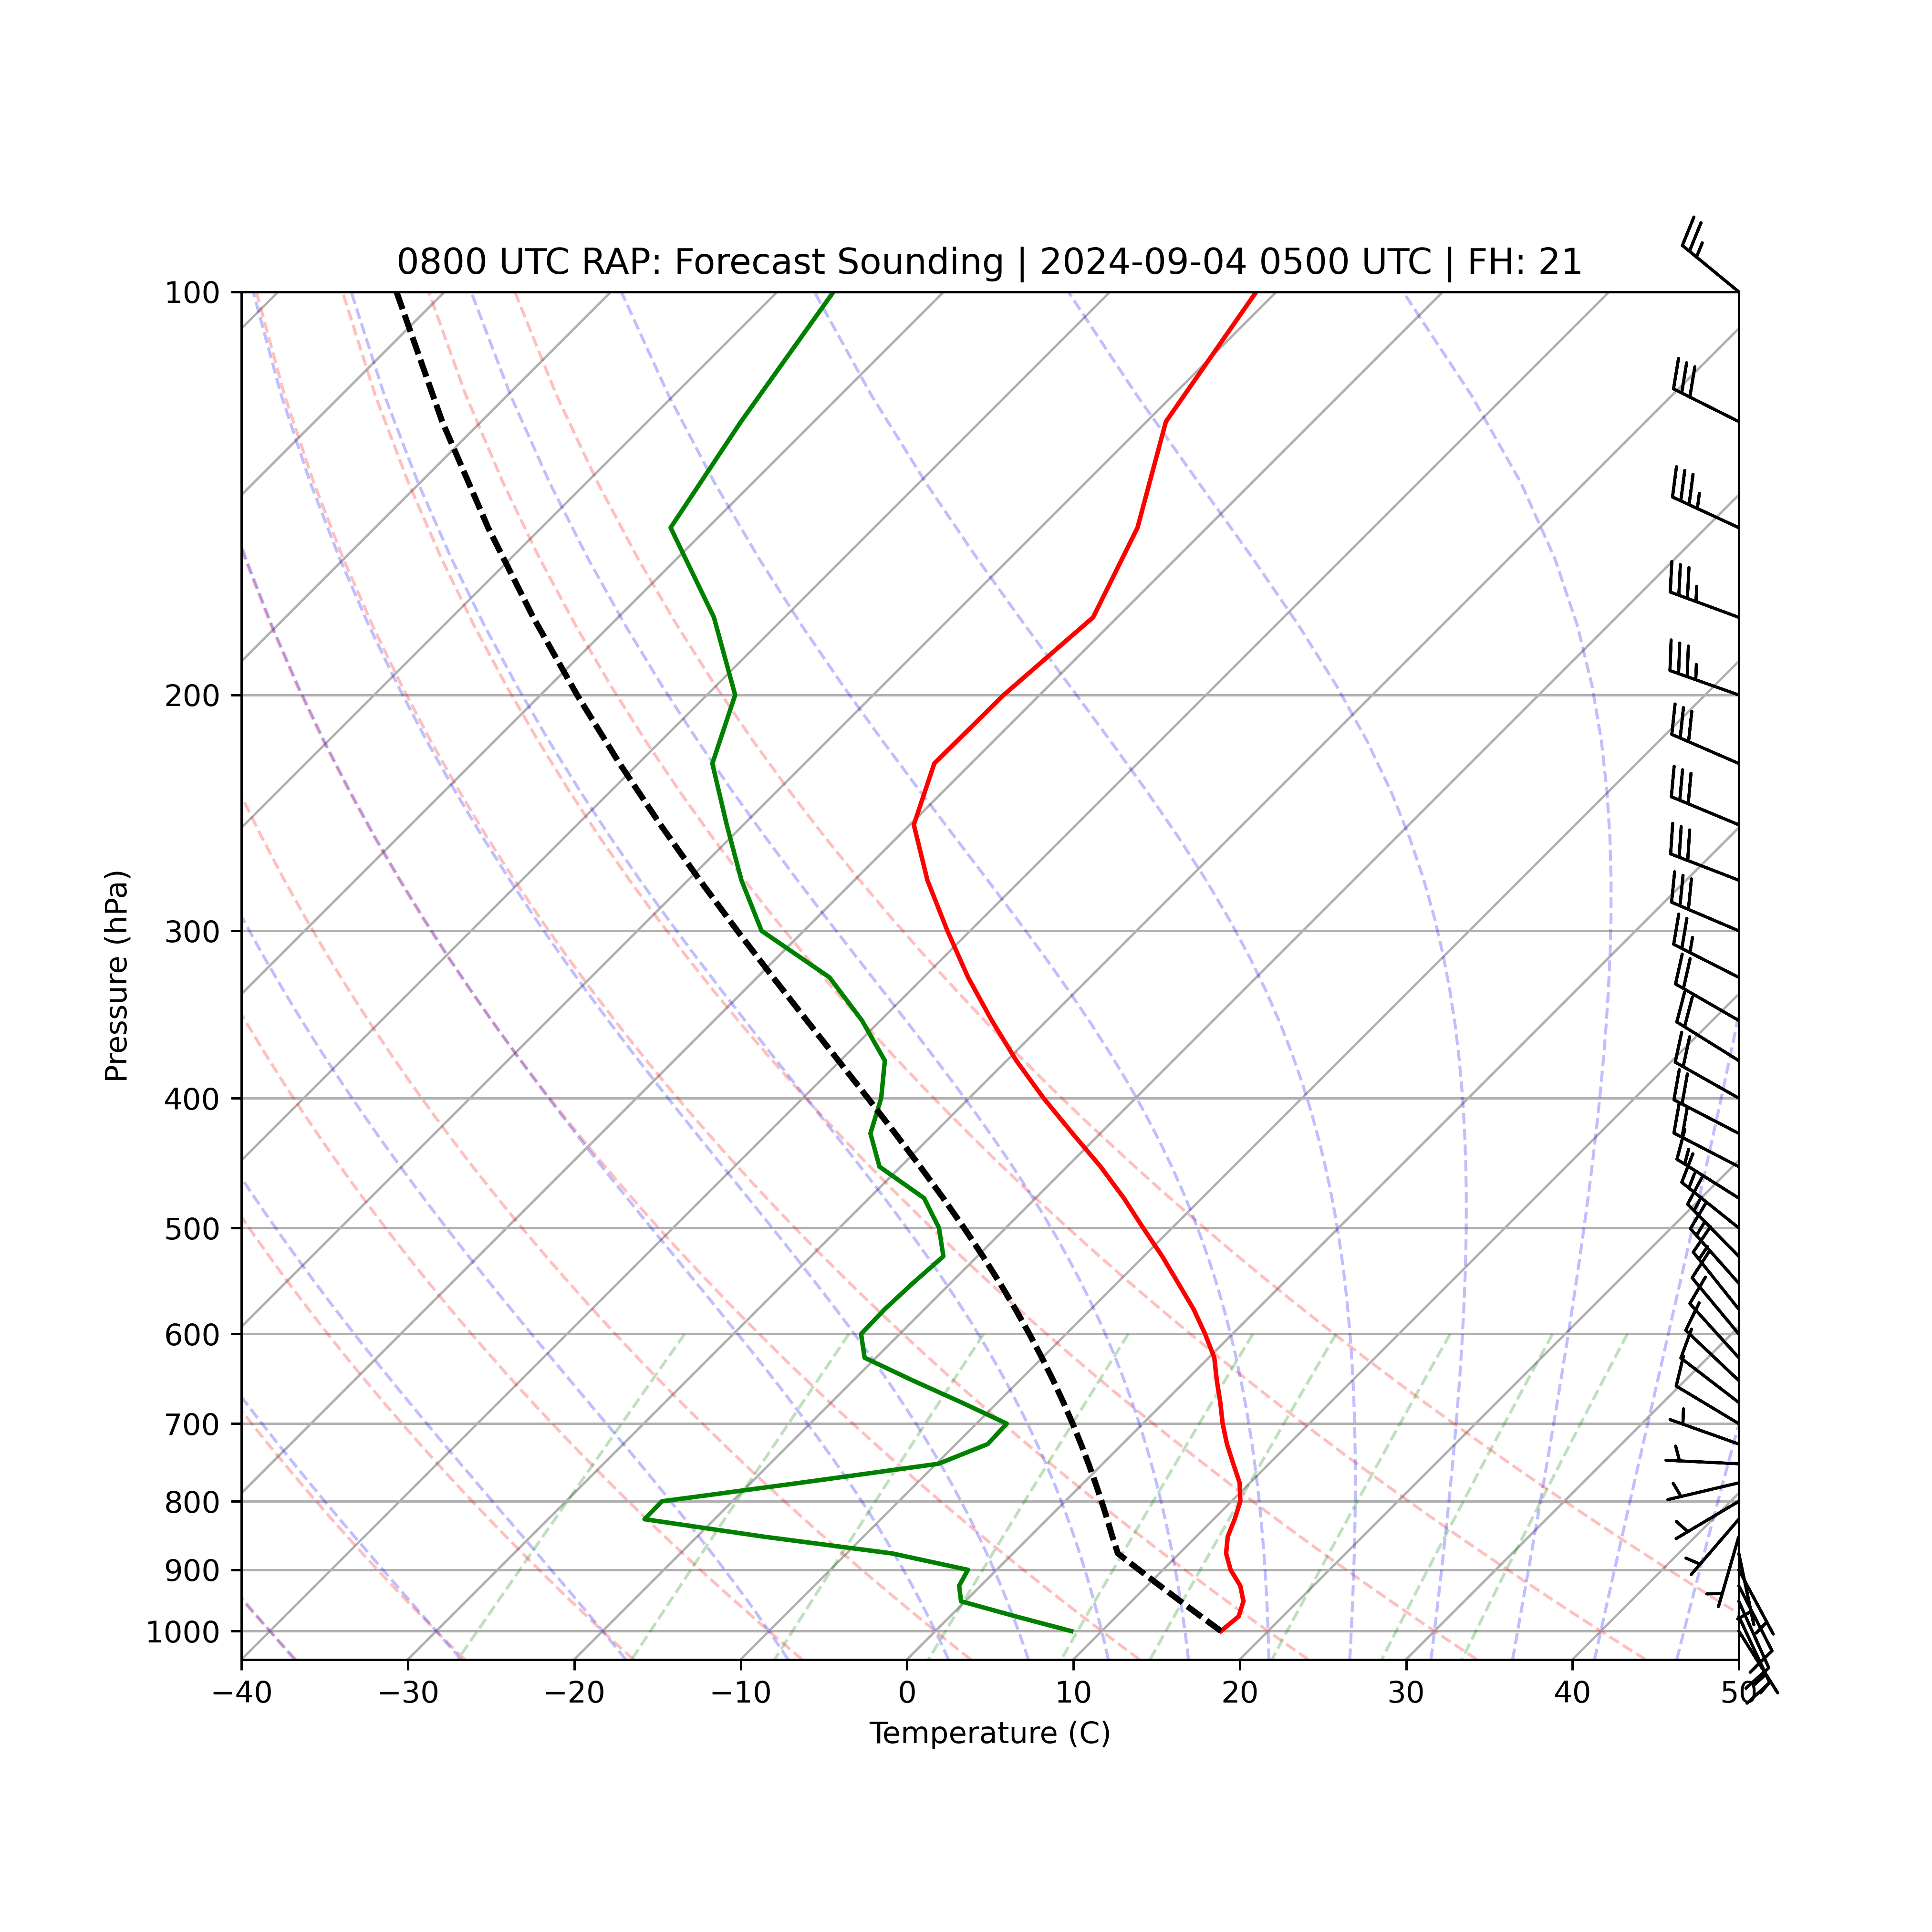 0800 UTC RAP: Forecast Sounding | 2024-09-04 0500 UTC | FH: 21
100
200
300
400
500
600
700
800
900
1000
Pressure (hPa)
−40 −30 −20 −10 0 10 20 30 40 50
Temperature (C)